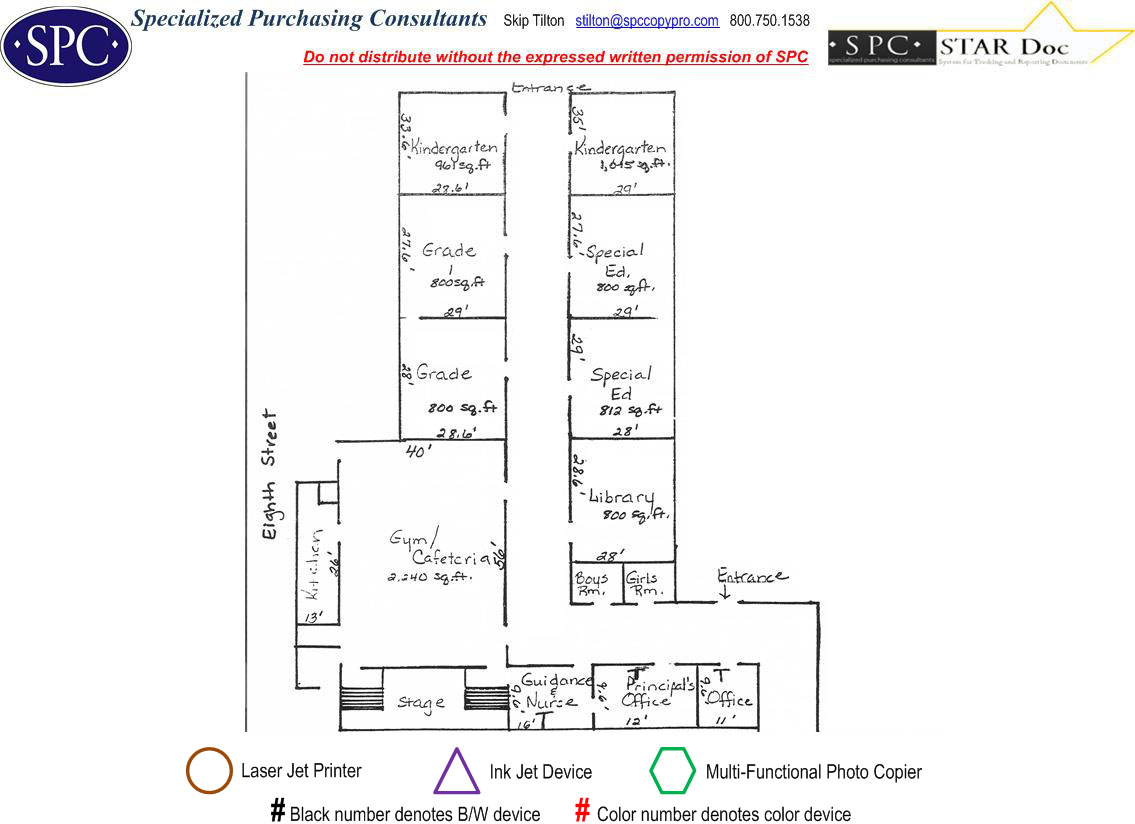 SPC Specialized Purchasing Consultants Skip Tilton stilton@spccopypro.com 800.750.1538
SPC STAR Doc
specialized purchasing consultants System for Tracking and Reporting Documents
Do not distribute without the expressed written permission of SPC
Entrance
33.6'
Kindergarten
961 sq.ft
28.6'
35'
Kindergarten
1,015 sq.ft.
29'
27.6'
Grade
1
800 sq.ft
29'
27.6'
Special
Ed.
800 sq.ft.
29'
28'
Grade
800 sq.ft
28.6'
29'
Special
Ed
812 sq.ft
28'
Eighth Street
40'
Gym/
Cafeteria
2,240 sq.ft.
56'
Kitchen
26'
13'
28.6'
Library
800 sq.ft.
28'
Boys
Rm.
Girls
Rm.
Entrance
Stage
9.6'
Guidance
&
Nurse
16'
9.6'
Principal's
Office
12'
9.6'
Office
11'
Laser Jet Printer
Ink Jet Device
Multi-Functional Photo Copier
# Black number denotes B/W device # Color number denotes color device